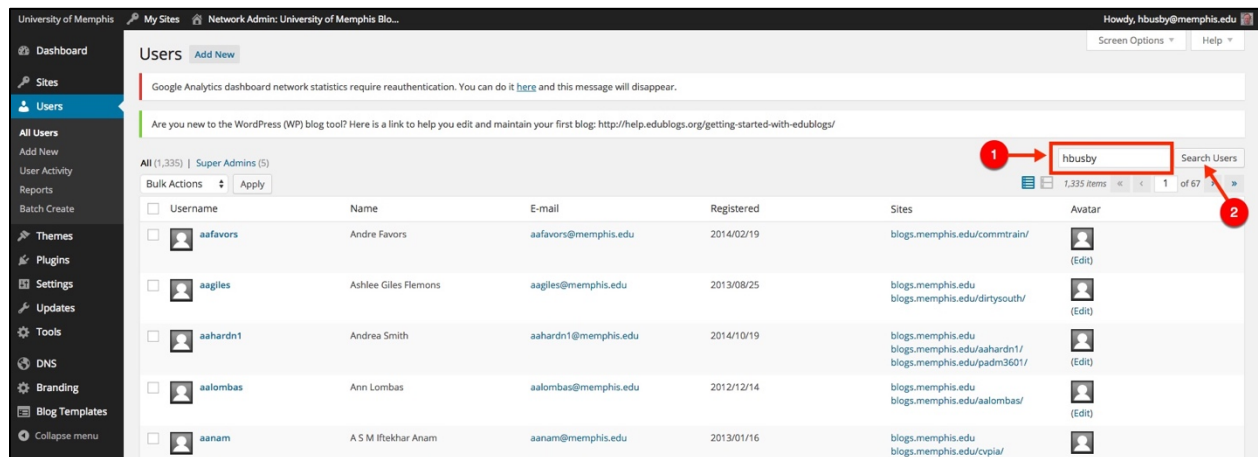 University of Memphis My Sites Network Admin: University of Memphis Blo... Howdy, hbusby@memphis.edu
Screen Options Help
Dashboard
Sites
Users
All Users
Add New
User Activity
Reports
Batch Create
Themes
Plugins
Settings
Updates
Tools
DNS
Branding
Blog Templates
Collapse menu
Users Add New
Google Analytics dashboard network statistics require reauthentication. You can do it here and this message will disappear.
Are you new to the WordPress (WP) blog tool? Here is a link to help you edit and maintain your first blog: http://help.edublogs.org/getting-started-with-edublogs/
All (1,335) | Super Admins (5)
1 hbusby Search Users
Bulk Actions Apply 1,335 items « ‹ 1 of 67 › »
2
Username Name E-mail Registered Sites Avatar
aafavors Andre Favors aafavors@memphis.edu 2014/02/19 blogs.memphis.edu/commtrain/
(Edit)
aagiles Ashlee Giles Flemons aagiles@memphis.edu 2013/08/25 blogs.memphis.edu
blogs.memphis.edu/dirtysouth/
(Edit)
aahardn1 Andrea Smith aahardn1@memphis.edu 2014/10/19 blogs.memphis.edu
blogs.memphis.edu/aahardn1/
blogs.memphis.edu/padm3601/ (Edit)
aalombas Ann Lombas aalombas@memphis.edu 2012/12/14 blogs.memphis.edu
blogs.memphis.edu/aalombas/
(Edit)
aanam A S M Iftekhar Anam aanam@memphis.edu 2013/01/16 blogs.memphis.edu
blogs.memphis.edu/cvpia/